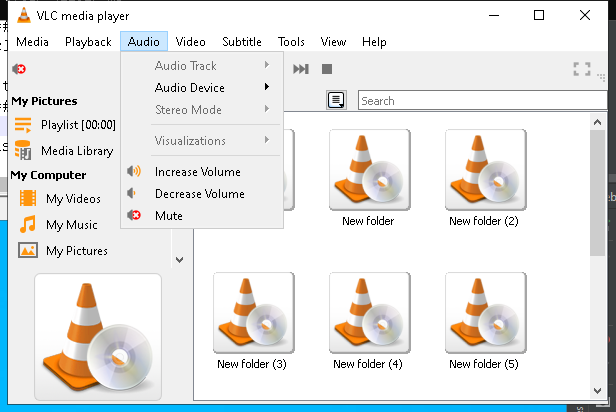 VLC media player
Media Playback Audio Video Subtitle Tools View Help
Audio Track
Audio Device
Stereo Mode
Visualizations
Increase Volume
Decrease Volume
Mute
Search
My Pictures
Playlist [00:00]
Media Library
My Computer
My Videos
My Music
My Pictures
New folder
New folder (2)
New folder (3)
New folder (4)
New folder (5)